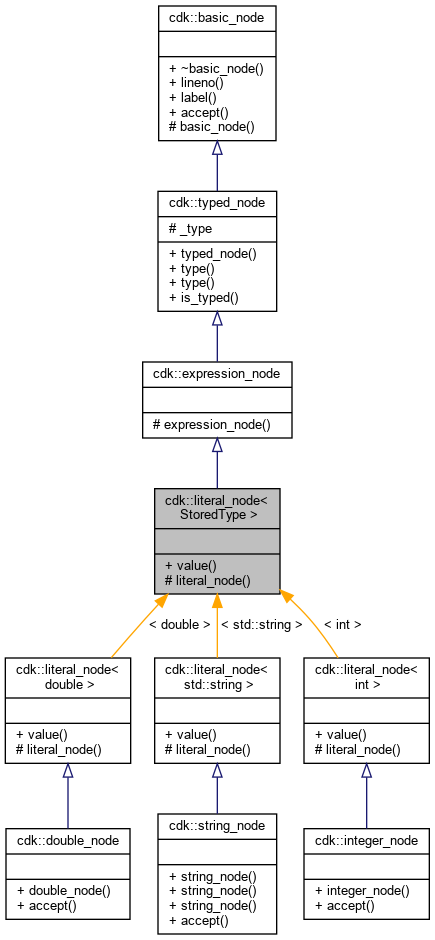 cdk::basic_node
+ ~basic_node()
+ lineno()
+ label()
+ accept()
# basic_node()
cdk::typed_node
# _type
+ typed_node()
+ type()
+ type()
+ is_typed()
cdk::expression_node
# expression_node()
cdk::literal_node<
StoredType >
+ value()
# literal_node()
< double >
< std::string >
< int >
cdk::literal_node<
double >
+ value()
# literal_node()
cdk::literal_node<
std::string >
+ value()
# literal_node()
cdk::literal_node<
int >
+ value()
# literal_node()
cdk::double_node
+ double_node()
+ accept()
cdk::string_node
+ string_node()
+ string_node()
+ string_node()
+ accept()
cdk::integer_node
+ integer_node()
+ accept()